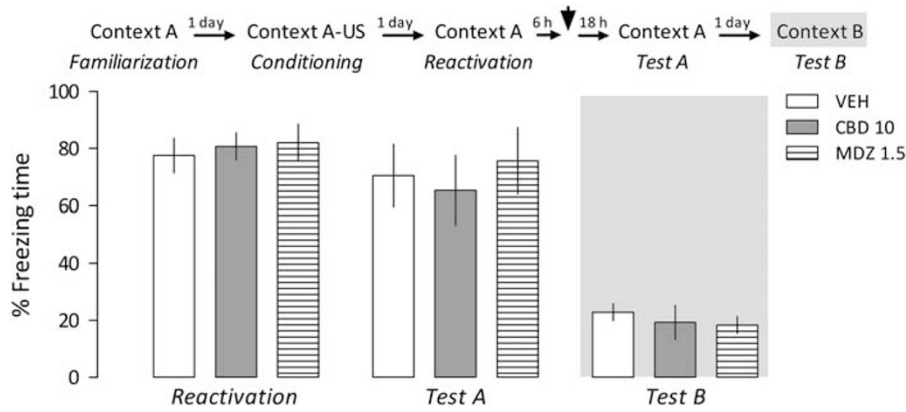 Context A 1 day Context A-US 1 day Context A 6 h 18 h Context A 1 day Context B
Familiarization Conditioning Reactivation Test A Test B
100
80
60
40
20
0
% Freezing time
VEH
CBD 10
MDZ 1.5
Reactivation Test A Test B